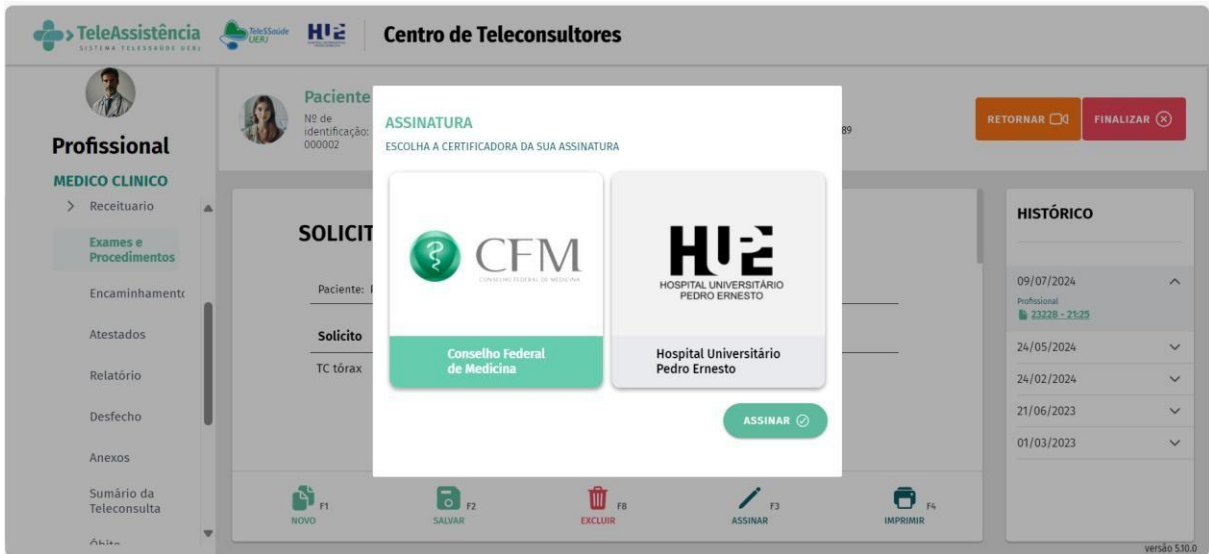 TeleAssistência
SISTEMA TELESSAÚDE UERJ
TeleSSaúde
UERJ
HUPE
Centro de Teleconsultores
Profissional
MEDICO CLINICO
Receituario
Exames e
Procedimentos
Encaminhamento
Atestados
Relatório
Desfecho
Anexos
Sumário da
Teleconsulta
Óbito
Paciente
Nº de
identificação:
000002
89
RETORNAR
FINALIZAR
SOLICIT
Paciente:
Solicito
TC tórax
ASSINATURA
ESCOLHA A CERTIFICADORA DA SUA ASSINATURA
CFM
CONSELHO FEDERAL DE MEDICINA
Conselho Federal
de Medicina
HUPE
HOSPITAL UNIVERSITÁRIO
PEDRO ERNESTO
Hospital Universitário
Pedro Ernesto
ASSINAR
F1
NOVO
F2
SALVAR
F8
EXCLUIR
F3
ASSINAR
F4
IMPRIMIR
HISTÓRICO
09/07/2024
Profissional
23228 - 21:25
24/05/2024
24/02/2024
21/06/2023
01/03/2023
versão 5.10.0